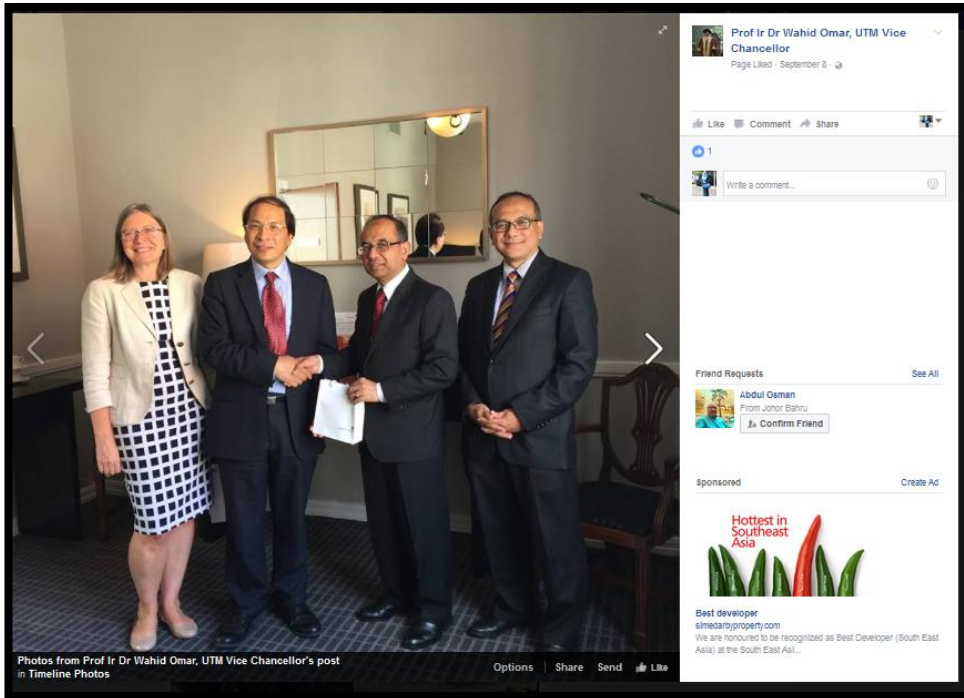 Prof Ir Dr Wahid Omar, UTM Vice
Chancellor
Page Liked · September 8 ·
Like Comment Share
1
Write a comment...
Friend Requests See All
Abdul Osman
From Johor Bahru
Confirm Friend
Sponsored Create Ad
Hottest in
Southeast
Asia
Best developer
simedarbyproperty.com
We are honoured to be recognized as Best Developer (South East
Asia) at the South East Asi...
Photos from Prof Ir Dr Wahid Omar, UTM Vice Chancellor's post
in Timeline Photos
Options Share Send Like